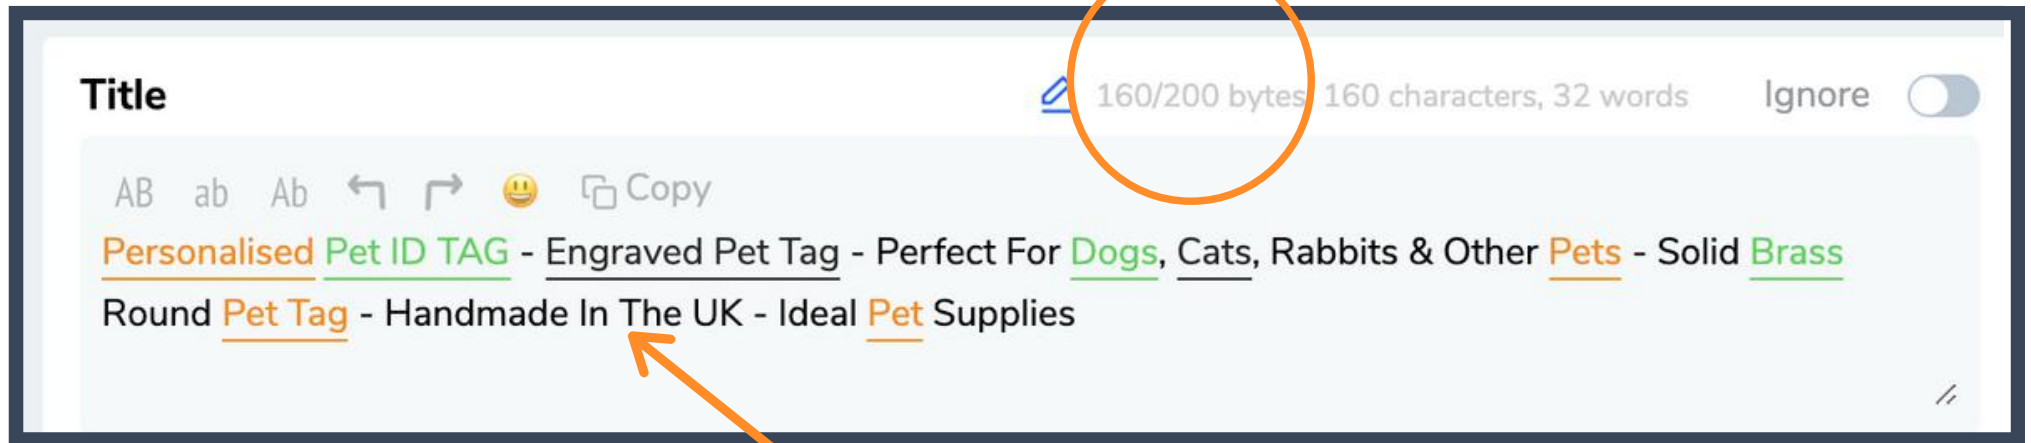 Title
160/200 bytes, 160 characters, 32 words Ignore
AB ab Ab Copy
Personalised Pet ID TAG - Engraved Pet Tag - Perfect For Dogs, Cats, Rabbits & Other Pets - Solid Brass
Round Pet Tag - Handmade In The UK - Ideal Pet Supplies